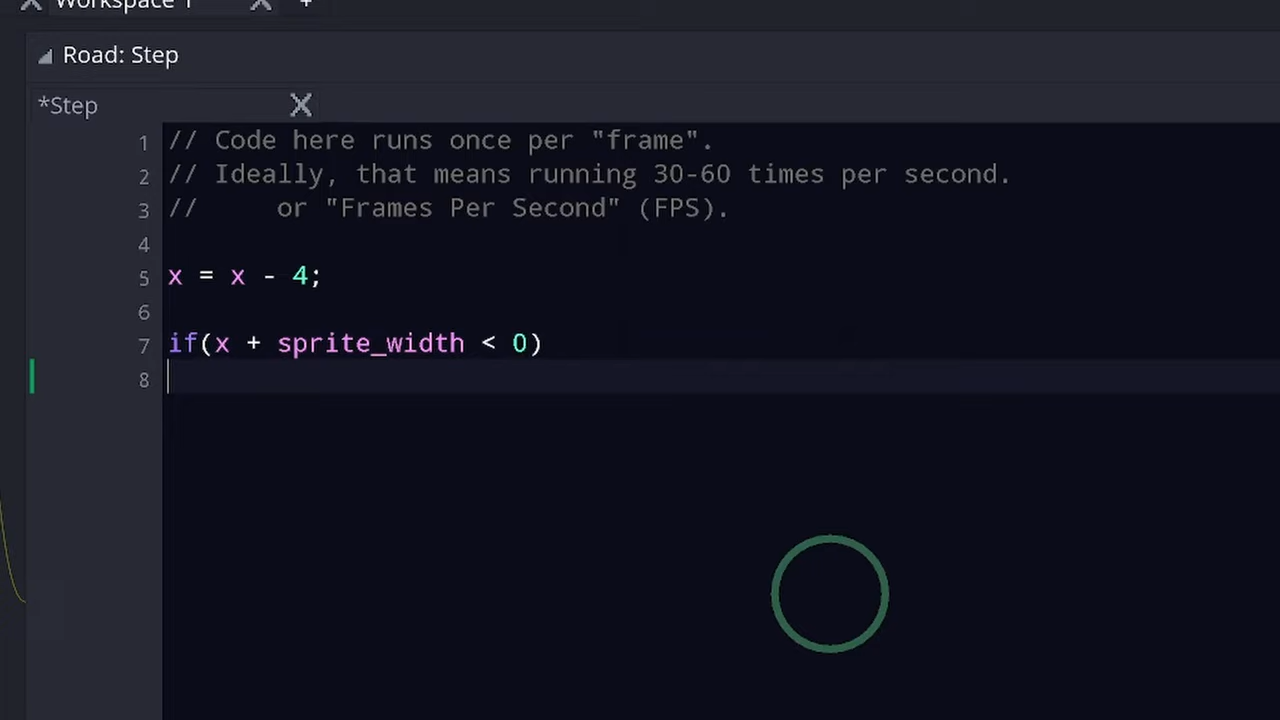 Workspace 1 +
Road: Step
*Step
1 // Code here runs once per "frame".
2 // Ideally, that means running 30-60 times per second.
3 //     or "Frames Per Second" (FPS).
4
5 x = x - 4;
6
7 if(x + sprite_width < 0)
8